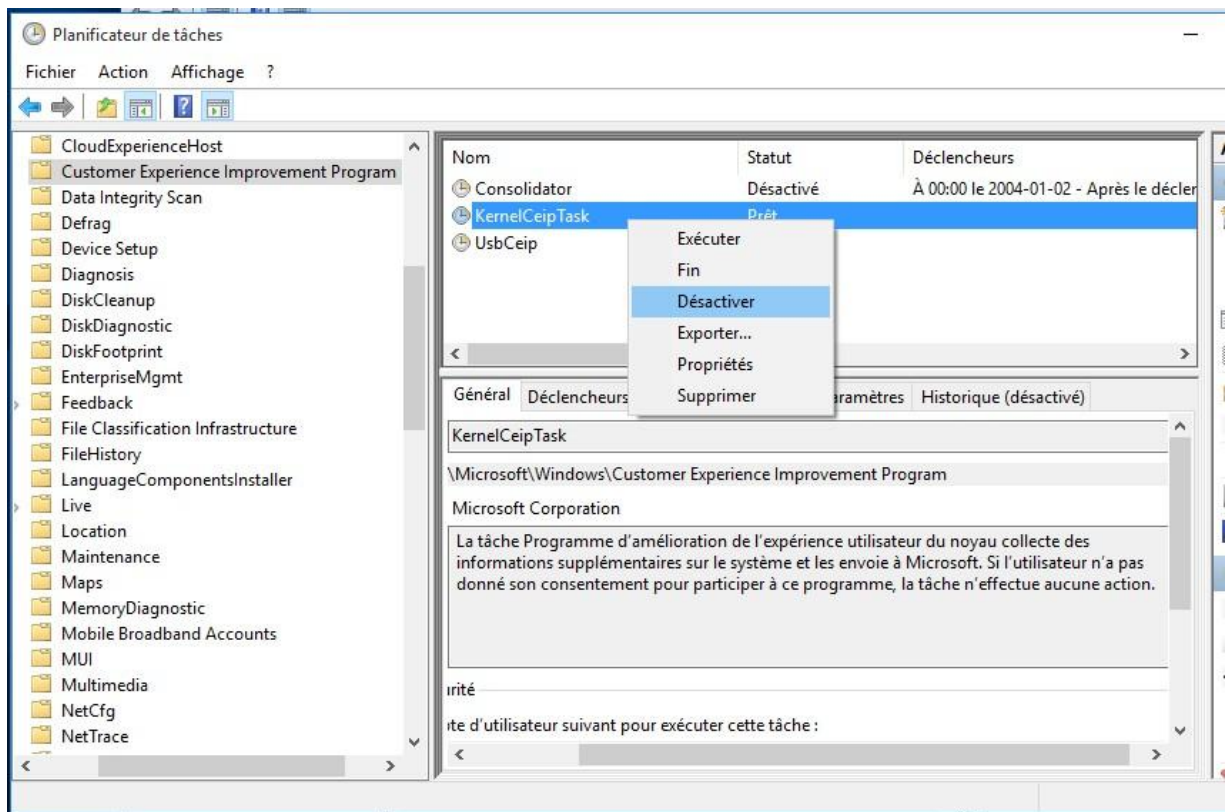 Planificateur de tâches
Fichier Action Affichage ?
CloudExperienceHost
Customer Experience Improvement Program
Data Integrity Scan
Defrag
Device Setup
Diagnosis
DiskCleanup
DiskDiagnostic
DiskFootprint
EnterpriseMgmt
Feedback
File Classification Infrastructure
FileHistory
LanguageComponentsInstaller
Live
Location
Maintenance
Maps
MemoryDiagnostic
Mobile Broadband Accounts
MUI
Multimedia
NetCfg
NetTrace
Nom Statut Déclencheurs
Consolidator Désactivé À 00:00 le 2004-01-02 - Après le décler
KernelCeipTask Prêt
UsbCeip
Exécuter
Fin
Désactiver
Exporter...
Propriétés
Supprimer
Général Déclencheurs aramètres Historique (désactivé)
KernelCeipTask
\Microsoft\Windows\Customer Experience Improvement Program
Microsoft Corporation
La tâche Programme d'amélioration de l'expérience utilisateur du noyau collecte des
informations supplémentaires sur le système et les envoie à Microsoft. Si l'utilisateur n'a pas
donné son consentement pour participer à ce programme, la tâche n'effectue aucune action.
urité
ite d'utilisateur suivant pour exécuter cette tâche :